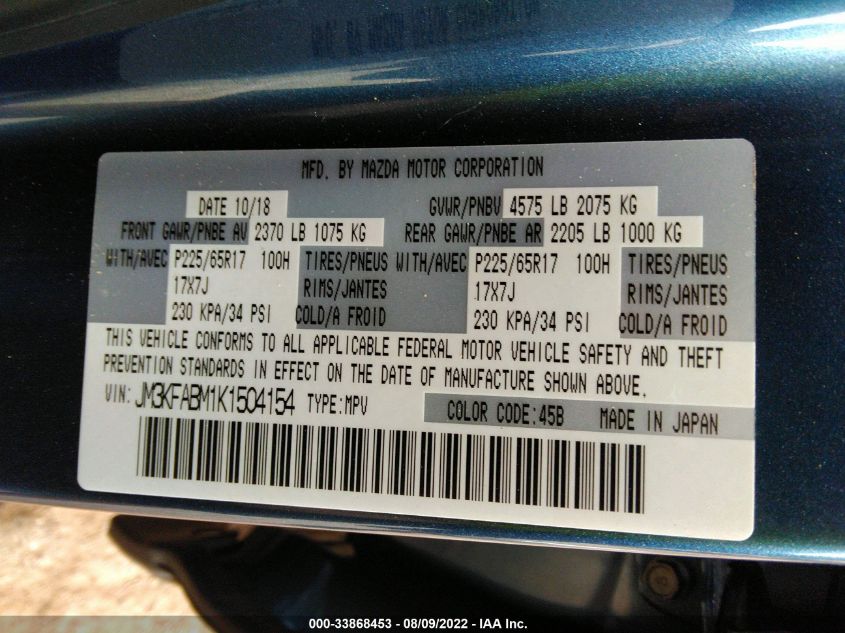 MFD. BY MAZDA MOTOR CORPORATION
DATE 10/18 GVWR/PNBV 4575 LB 2075 KG
FRONT GAWR/PNBE AV 2370 LB 1075 KG REAR GAWR/PNBE AR 2205 LB 1000 KG
WITH/AVEC P225/65R17 100H TIRES/PNEUS WITH/AVEC P225/65R17 100H TIRES/PNEUS
17X7J RIMS/JANTES 17X7J RIMS/JANTES
230 KPA/34 PSI COLD/A FROID 230 KPA/34 PSI COLD/A FROID
THIS VEHICLE CONFORMS TO ALL APPLICABLE FEDERAL MOTOR VEHICLE SAFETY AND THEFT
PREVENTION STANDARDS IN EFFECT ON THE DATE OF MANUFACTURE SHOWN ABOVE.
VIN: JM3KFABM1K1504154 TYPE:MPV COLOR CODE:45B MADE IN JAPAN
000-33868453 - 08/09/2022 - IAA Inc.